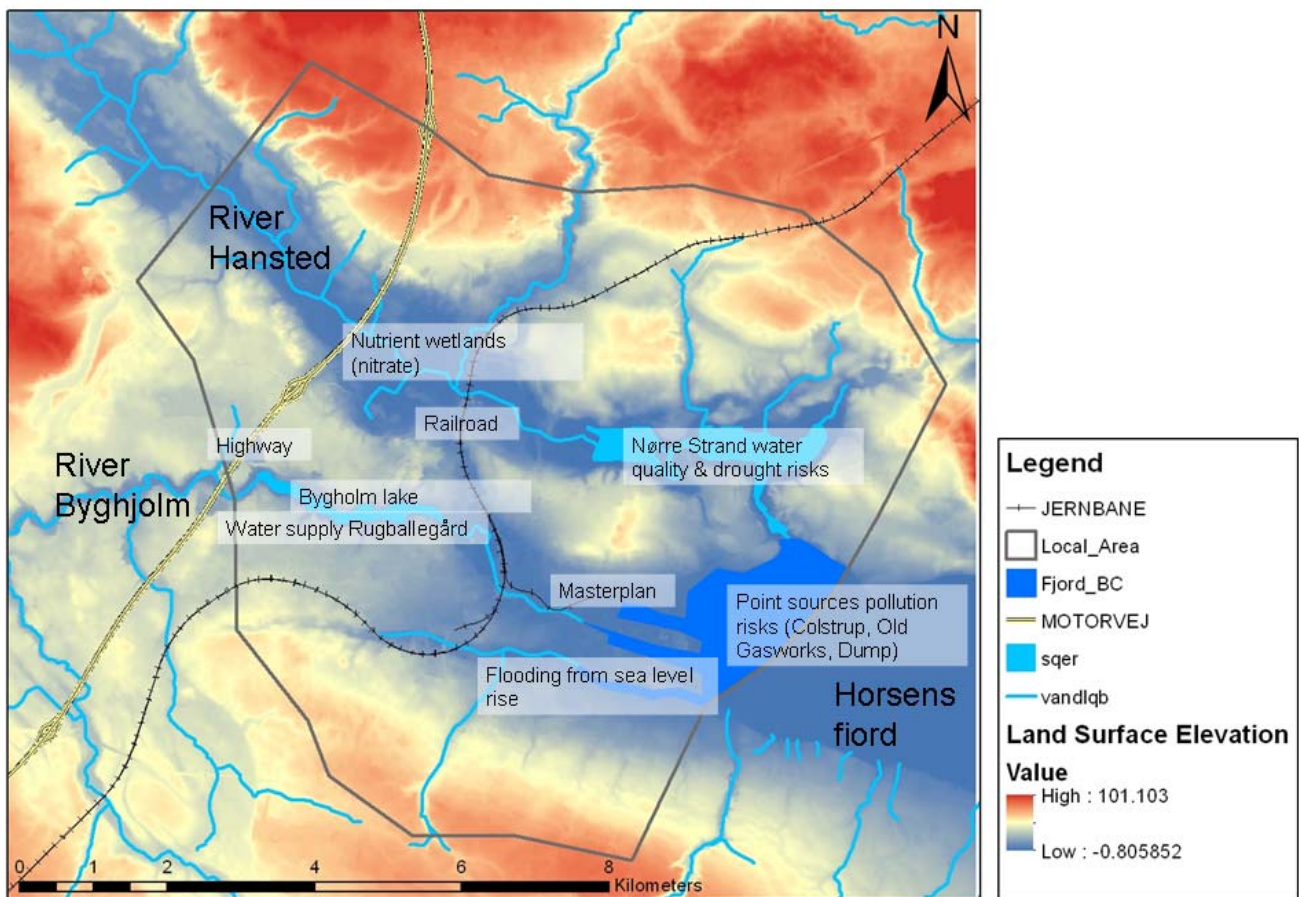 N
River
Hansted
Nutrient wetlands
(nitrate)
Railroad
Highway
Nørre Strand water
quality & drought risks
River
Byghjolm
Bygholm lake
Water supply Rugballegård
Masterplan
Point sources pollution
risks (Colstrup, Old
Gasworks, Dump)
Flooding from sea level
rise
Horsens
fjord
0 1 2 4 6 8
Kilometers
Legend
JERNBANE
Local_Area
Fjord_BC
MOTORVEJ
sqer
vandlqb
Land Surface Elevation
Value
High : 101.103
Low : -0.805852